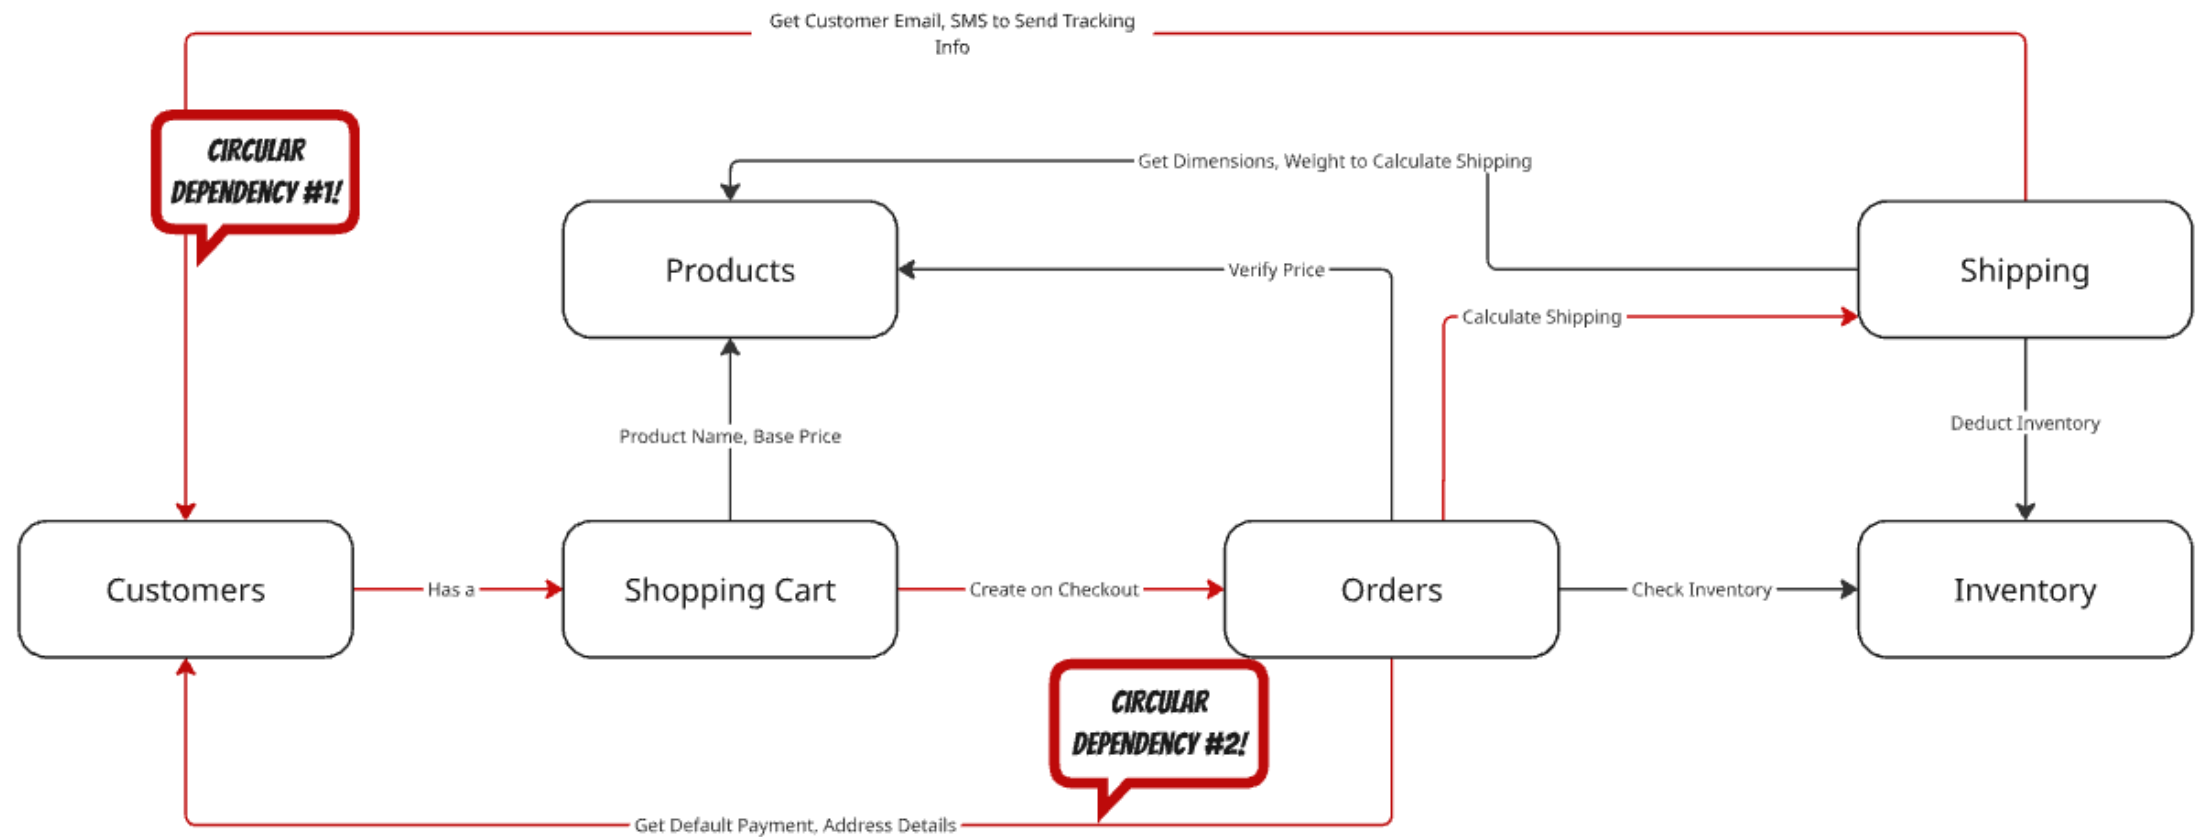 Get Customer Email, SMS to Send Tracking
Info
CIRCULAR
DEPENDENCY #1!
Get Dimensions, Weight to Calculate Shipping
Products
Verify Price
Shipping
Calculate Shipping
Product Name, Base Price
Deduct Inventory
Customers
Has a
Shopping Cart
Create on Checkout
Orders
Check Inventory
Inventory
CIRCULAR
DEPENDENCY #2!
Get Default Payment, Address Details